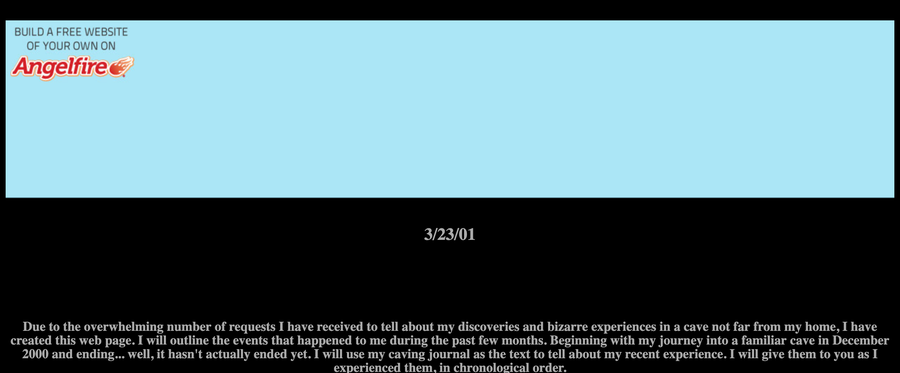 BUILD A FREE WEBSITE
OF YOUR OWN ON
Angelfire
3/23/01
Due to the overwhelming number of requests I have received to tell about my discoveries and bizarre experiences in a cave not far from my home, I have
created this web page. I will outline the events that happened to me during the past few months. Beginning with my journey into a familiar cave in December
2000 and ending... well, it hasn't actually ended yet. I will use my caving journal as the text to tell about my recent experience. I will give them to you as I
experienced them, in chronological order.